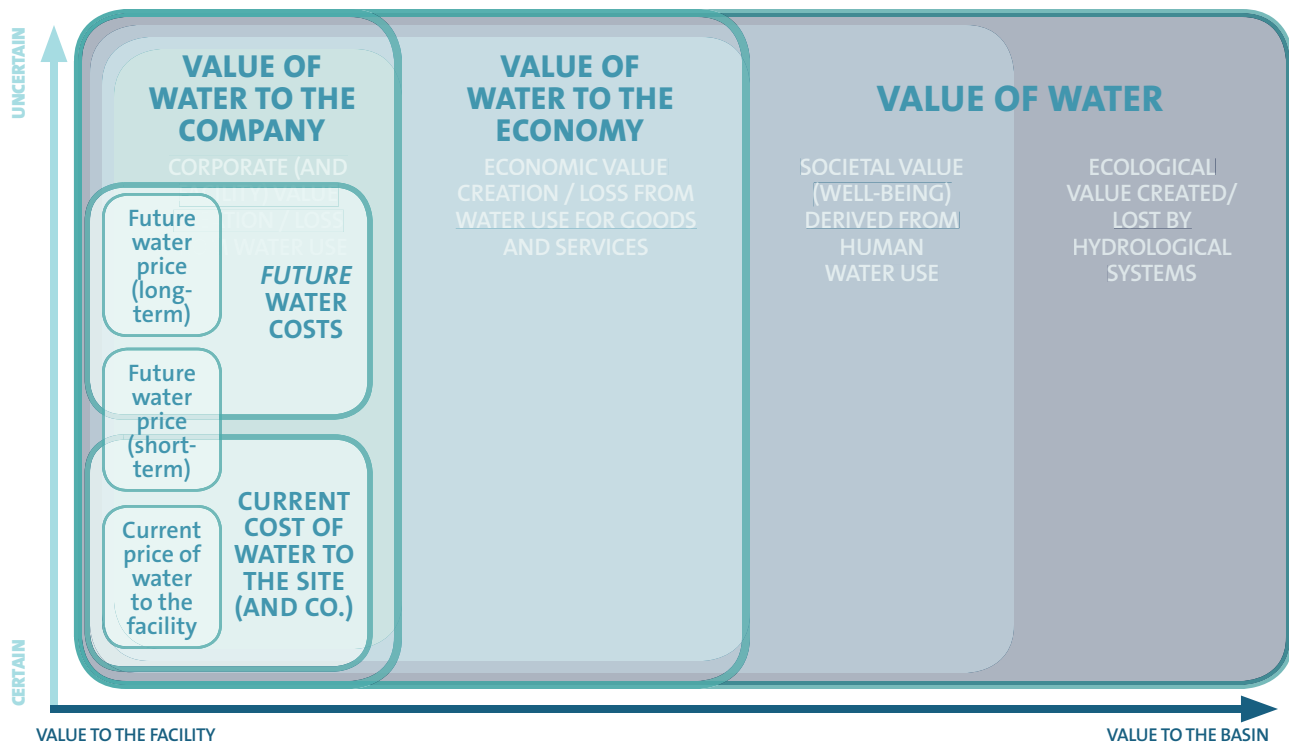 UNCERTAIN
CERTAIN
VALUE OF
WATER TO THE
COMPANY
CORPORATE (AND
VALUE
/ LOSS
WATER USE
Future
water
price
(long-
term)
FUTURE
WATER
COSTS
Future
water
price
(short-
term)
Current
price of
water
to the
facility
CURRENT
COST OF
WATER TO
THE SITE
(AND CO.)
VALUE OF
WATER TO THE
ECONOMY
ECONOMIC VALUE
CREATION / LOSS FROM
WATER USE FOR GOODS
AND SERVICES
VALUE OF WATER
SOCIETAL VALUE
(WELL-BEING)
DERIVED FROM
HUMAN
WATER USE
ECOLOGICAL
VALUE CREATED/
LOST BY
HYDROLOGICAL
SYSTEMS
VALUE TO THE FACILITY
VALUE TO THE BASIN